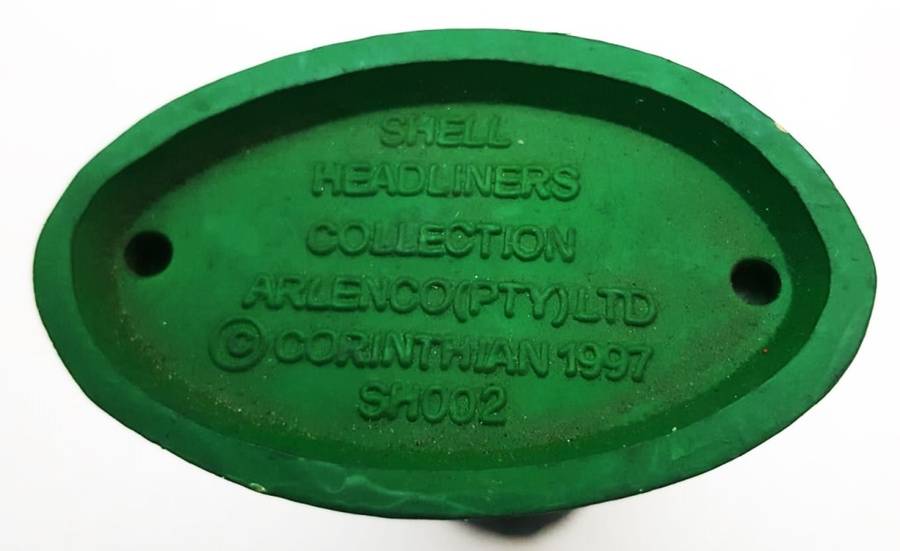 SHELL
HEADLINERS
COLLECTION
ARLENCO(PTY)LTD
© CORINTHIAN 1997
SH002